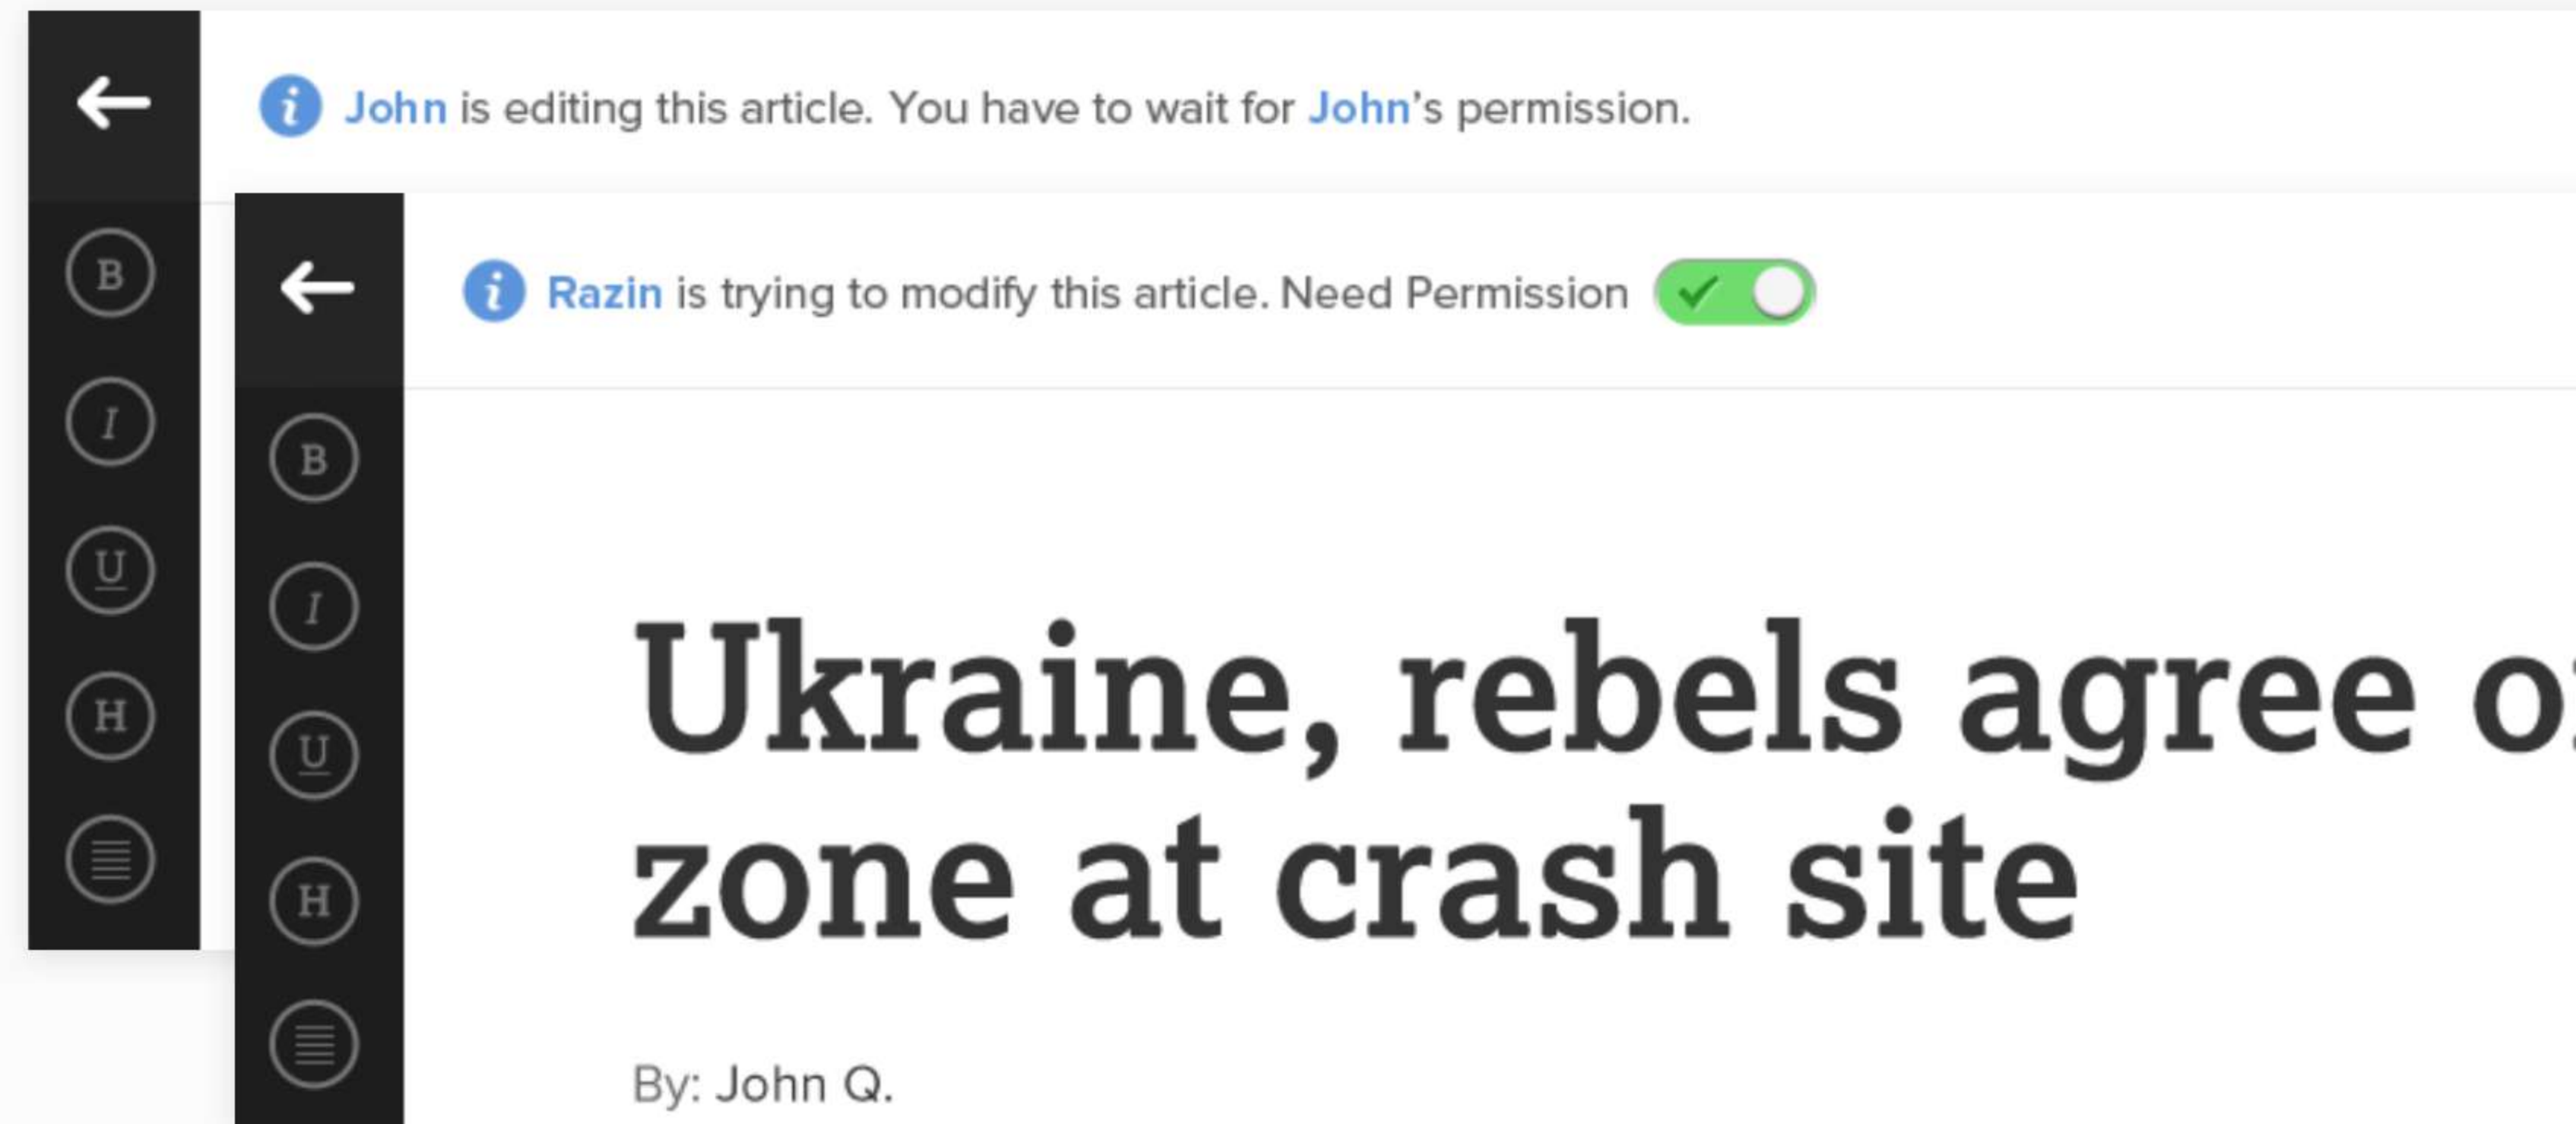 John is editing this article. You have to wait for John’s permission.
B
I
U
H
Razin is trying to modify this article. Need Permission
B
I
U
H
Ukraine, rebels agree
zone at crash site
By: John Q.